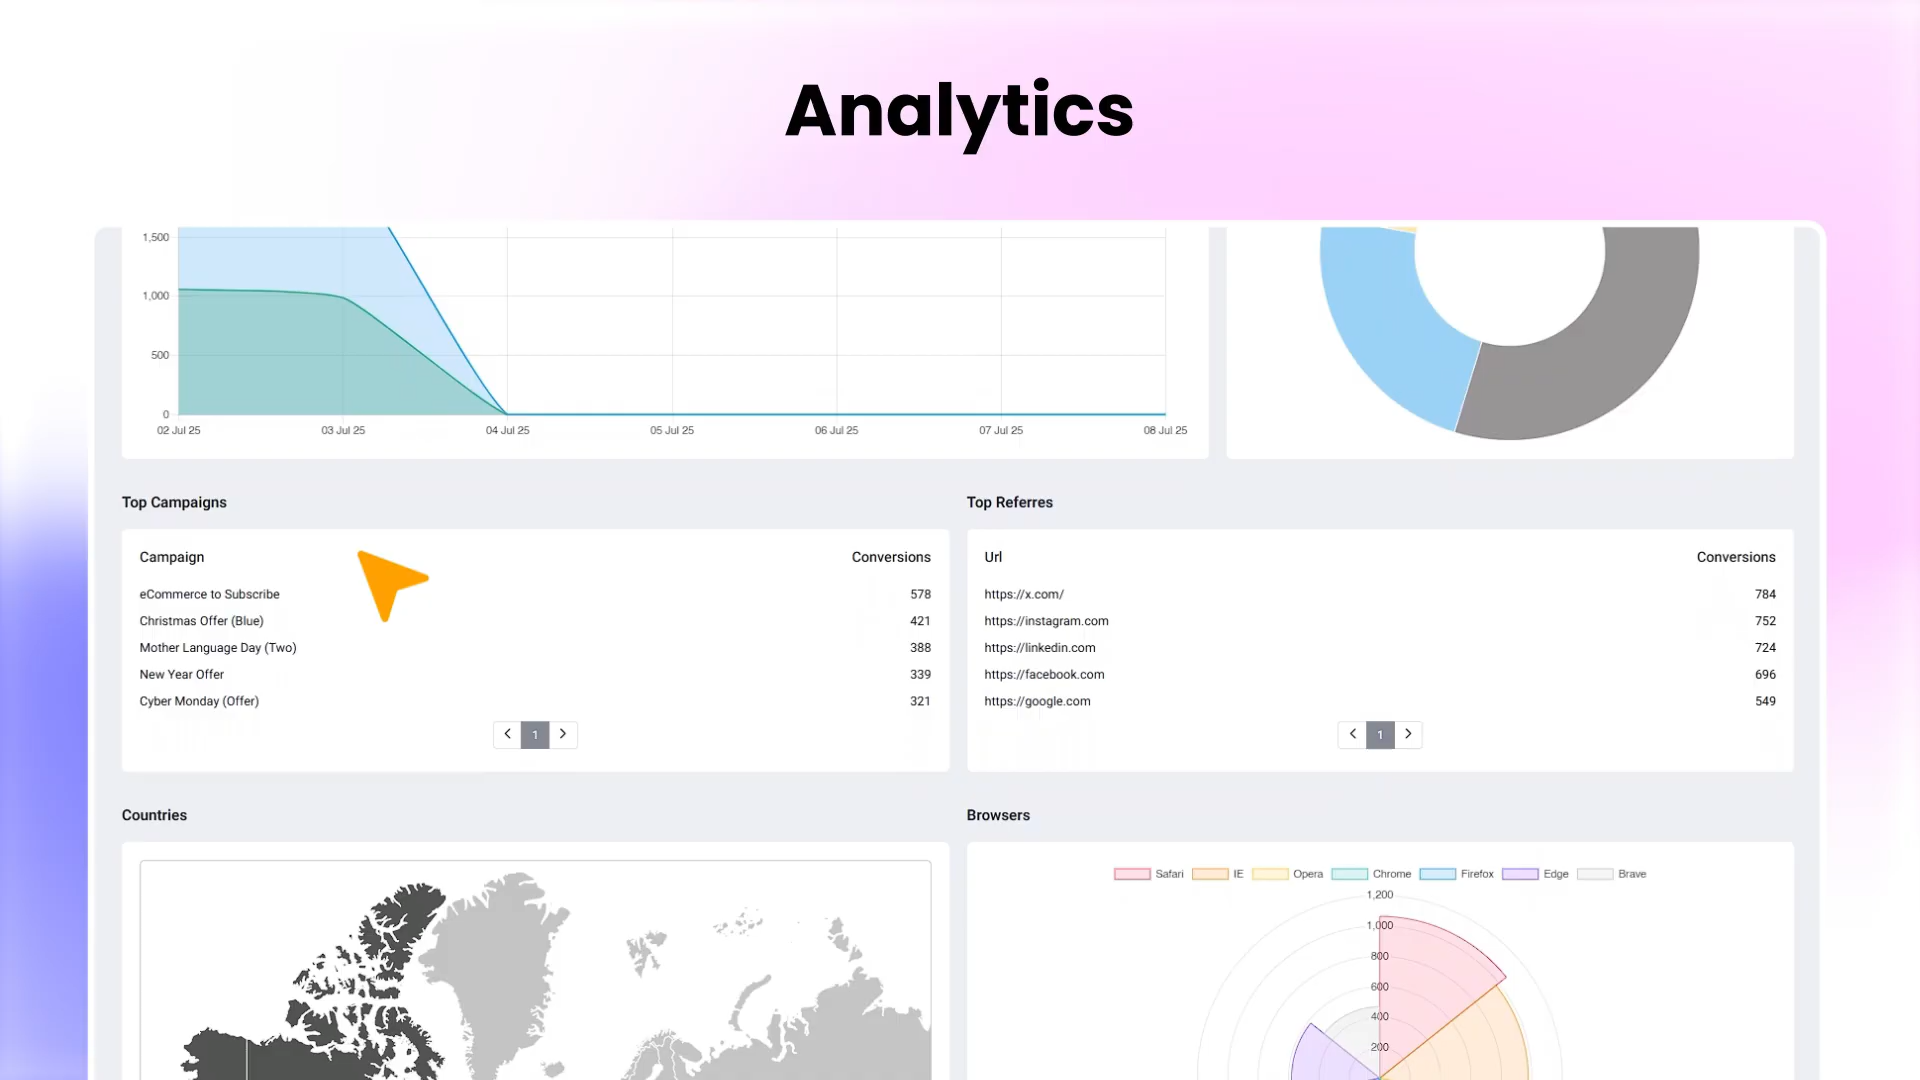 Analytics
1,500
1,000
500
0
02 Jul 25 03 Jul 25 04 Jul 25 05 Jul 25 06 Jul 25 07 Jul 25 08 Jul 25
Top Campaigns
Campaign Conversions
eCommerce to Subscribe 578
Christmas Offer (Blue) 421
Mother Language Day (Two) 388
New Year Offer 339
Cyber Monday (Offer) 321
1
Top Referres
Url Conversions
https://x.com/ 784
https://instagram.com 752
https://linkedin.com 724
https://facebook.com 696
https://google.com 549
1
Countries
Browsers
Safari IE Opera Chrome Firefox Edge Brave
1,200
1,000
800
600
400
200